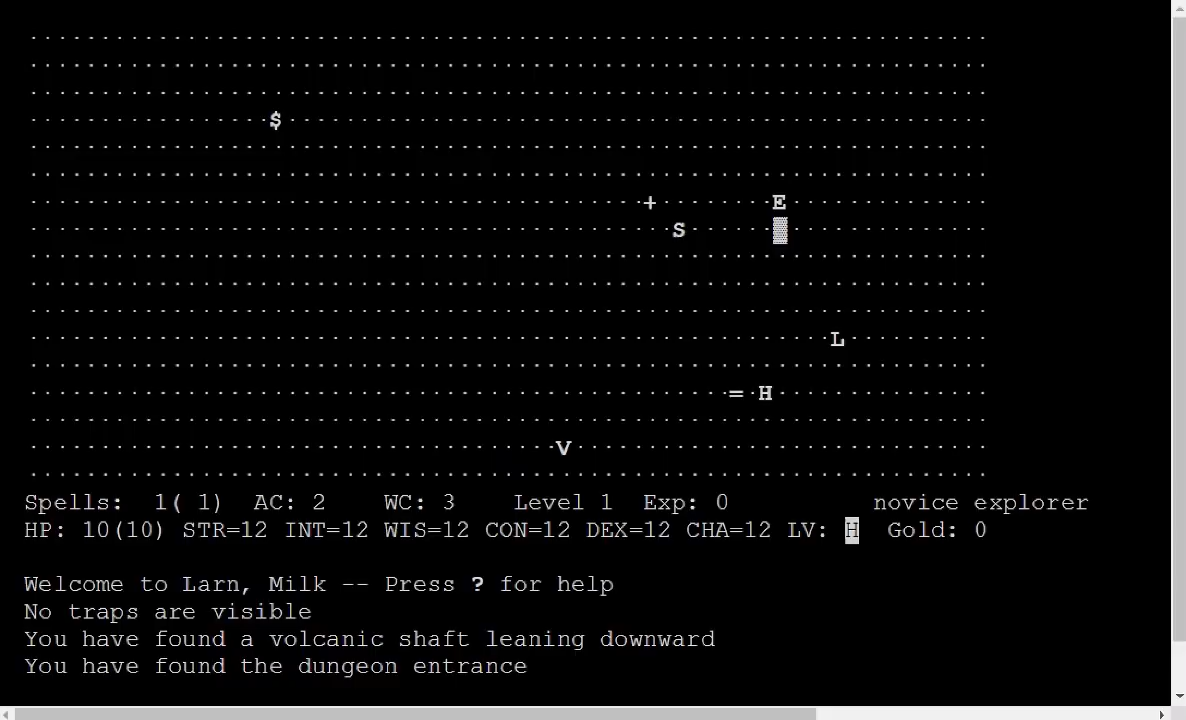 $
+ E
S
L
= H
V
Spells: 1( 1) AC: 2 WC: 3 Level 1 Exp: 0 novice explorer
HP: 10(10) STR=12 INT=12 WIS=12 CON=12 DEX=12 CHA=12 LV: H Gold: 0
Welcome to Larn, Milk -- Press ? for help
No traps are visible
You have found a volcanic shaft leaning downward
You have found the dungeon entrance